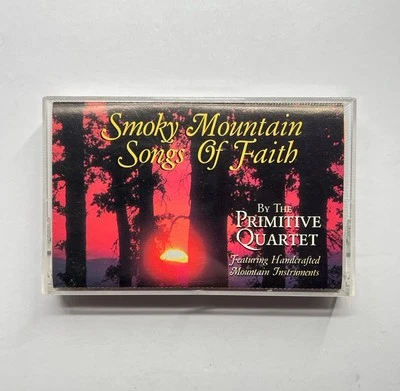 Smoky Mountain
Songs Of Faith
By The
Primitive
Quartet
Featuring Handcrafted
Mountain Instruments